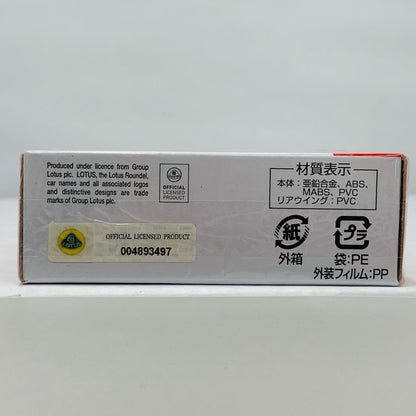 Produced under licence from Group
Lotus plc. LOTUS, the Lotus Roundel,
car names and all associated logos
and distinctive designs are trade
marks of Group Lotus plc.
OFFICIAL
LICENSED
PRODUCT
OFFICIAL LICENSED PRODUCT
004893497
材質表示
本体：亜鉛合金、ABS、
MABS、PVC
リアウイング：PVC
紙
外箱
プラ
袋：PE
外装フィルム：PP